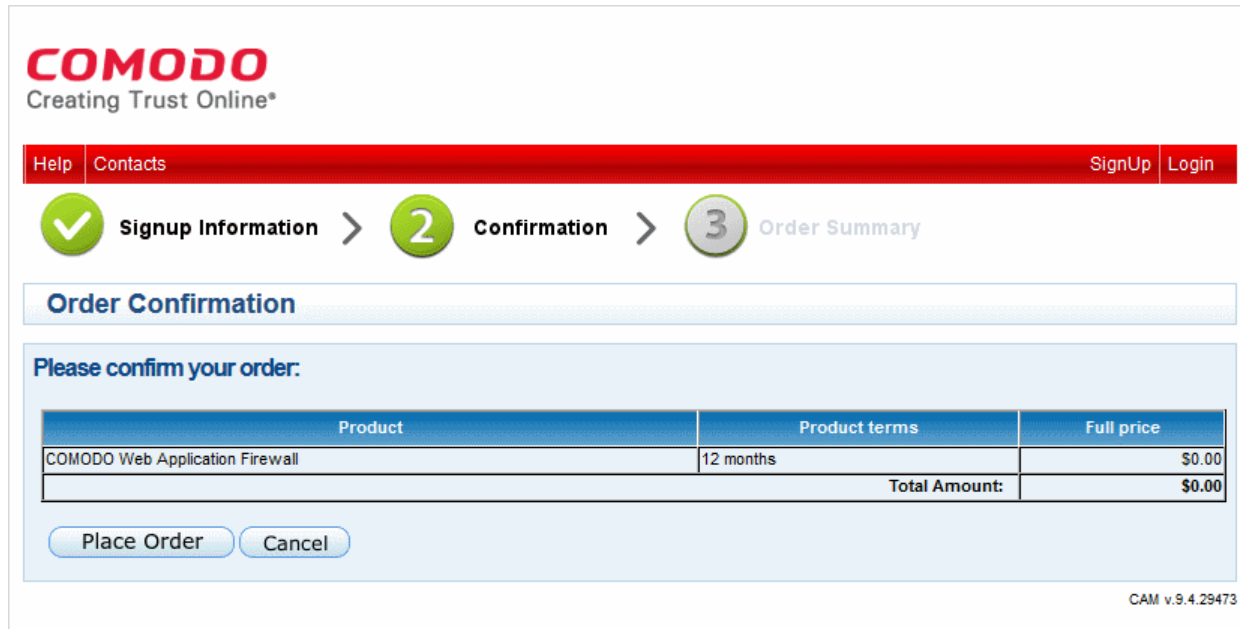 COMODO
Creating Trust Online®
Help Contacts SignUp Login
Signup Information 2 Confirmation 3 Order Summary
Order Confirmation
Please confirm your order:
Product Product terms Full price
COMODO Web Application Firewall 12 months $0.00
Total Amount: $0.00
Place Order Cancel
CAM v.9.4.29473